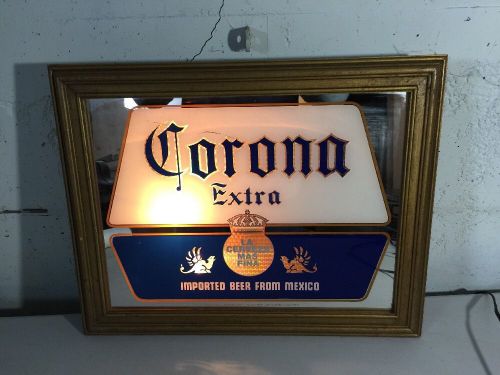 Corona
Extra
LA
CERVEZA
MAS
FINA
IMPORTED BEER FROM MEXICO